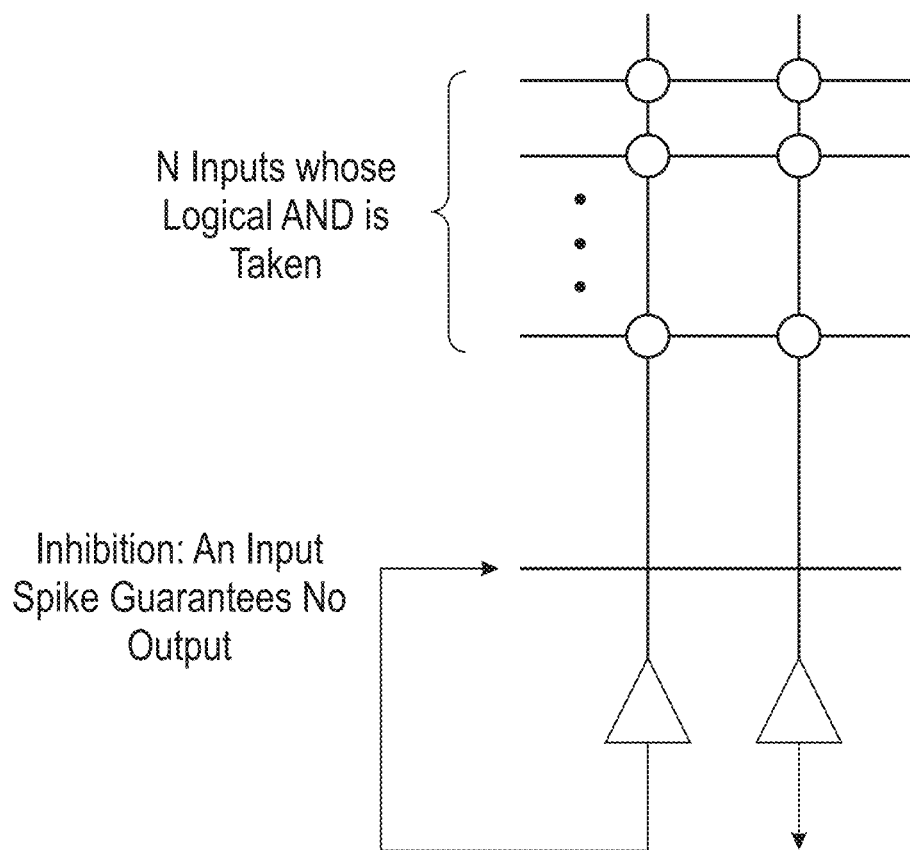 N Inputs whose
Logical AND is
Taken
Inhibition: An Input
Spike Guarantees No
Output